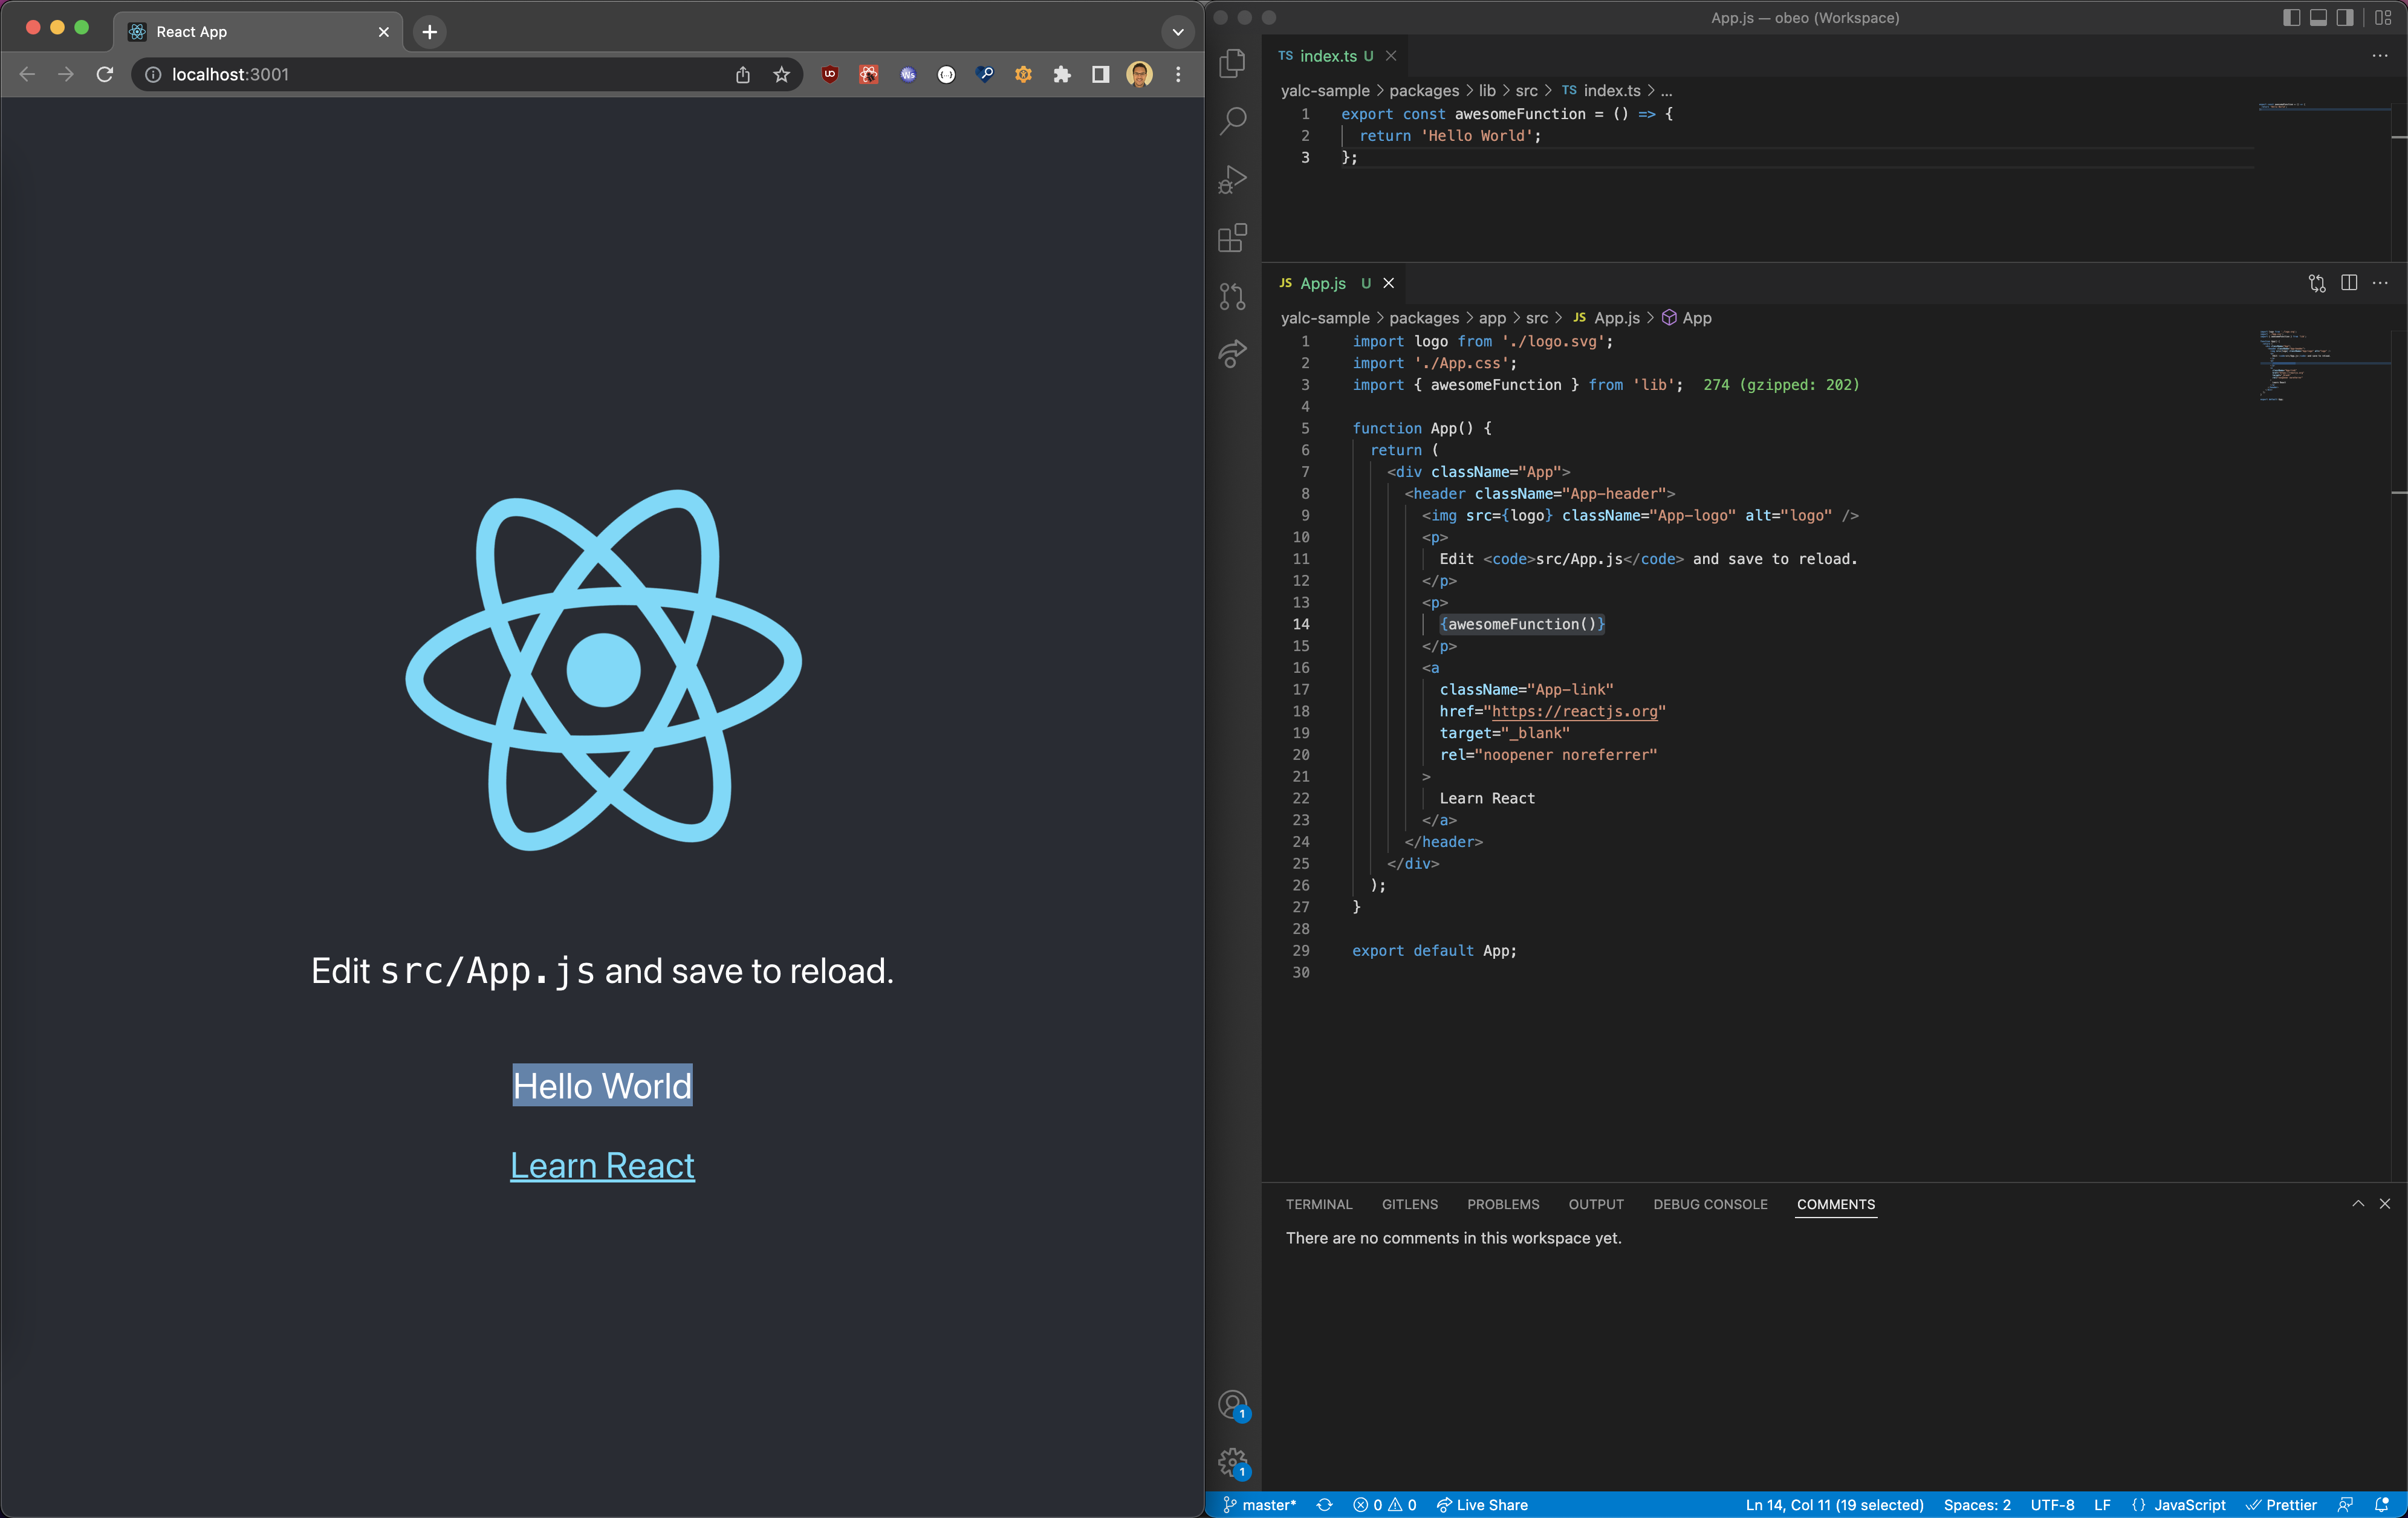 React App
localhost:3001
Edit src/App.js and save to reload.
Hello World
Learn React
App.js — obeo (Workspace)
TS index.ts U
yalc-sample > packages > lib > src > TS index.ts > ...
1 export const awesomeFunction = () => {
2 return 'Hello World';
3 };
JS App.js U
yalc-sample > packages > app > src > JS App.js > App
1 import logo from './logo.svg';
2 import './App.css';
3 import { awesomeFunction } from 'lib'; 274 (gzipped: 202)
4
5 function App() {
6 return (
7 <div className="App">
8 <header className="App-header">
9 <img src={logo} className="App-logo" alt="logo" />
10 <p>
11 Edit <code>src/App.js</code> and save to reload.
12 </p>
13 <p>
14 {awesomeFunction()}
15 </p>
16 <a
17 className="App-link"
18 href="https://reactjs.org"
19 target="_blank"
20 rel="noopener noreferrer"
21 >
22 Learn React
23 </a>
24 </header>
25 </div>
26 );
27 }
28
29 export default App;
30
TERMINAL GITLENS PROBLEMS OUTPUT DEBUG CONSOLE COMMENTS
There are no comments in this workspace yet.
1
1
master* 0 0 Live Share Ln 14, Col 11 (19 selected) Spaces: 2 UTF-8 LF {} JavaScript Prettier